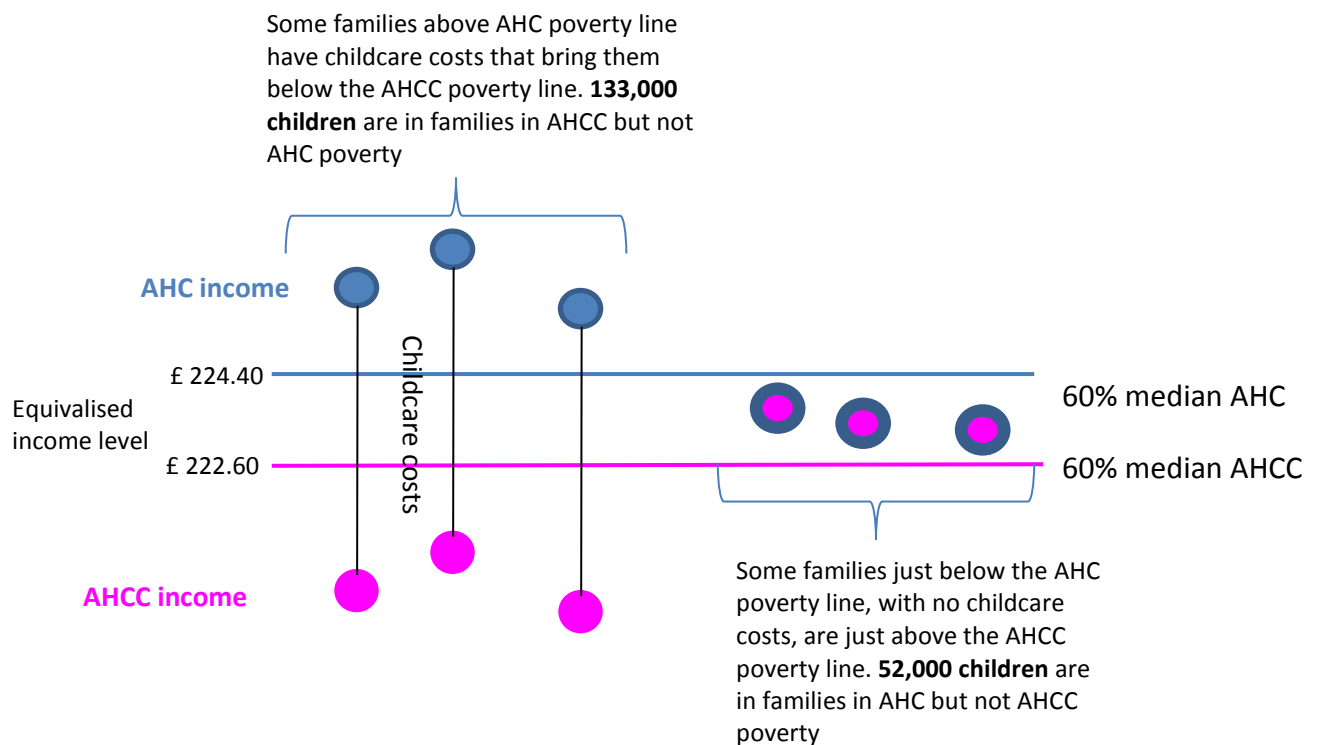 Some families above AHC poverty line
have childcare costs that bring them
below the AHCC poverty line. 133,000
children are in families in AHCC but not
AHC poverty
AHC income
Childcare costs
£ 224.40
60% median AHC
Equivalised
income level
£ 222.60
60% median AHCC
AHCC income
Some families just below the AHC
poverty line, with no childcare
costs, are just above the AHCC
poverty line. 52,000 children are
in families in AHC but not AHCC
poverty